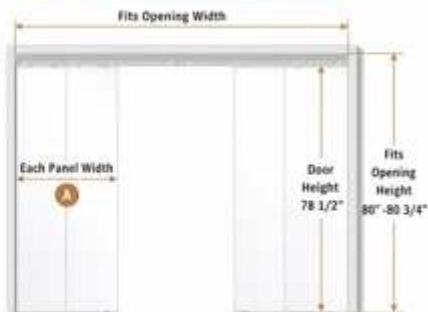 Fits Opening Width
Each Panel Width
A
Door
Height
78 1/2"
Fits
Opening
Height
80" -80 3/4"